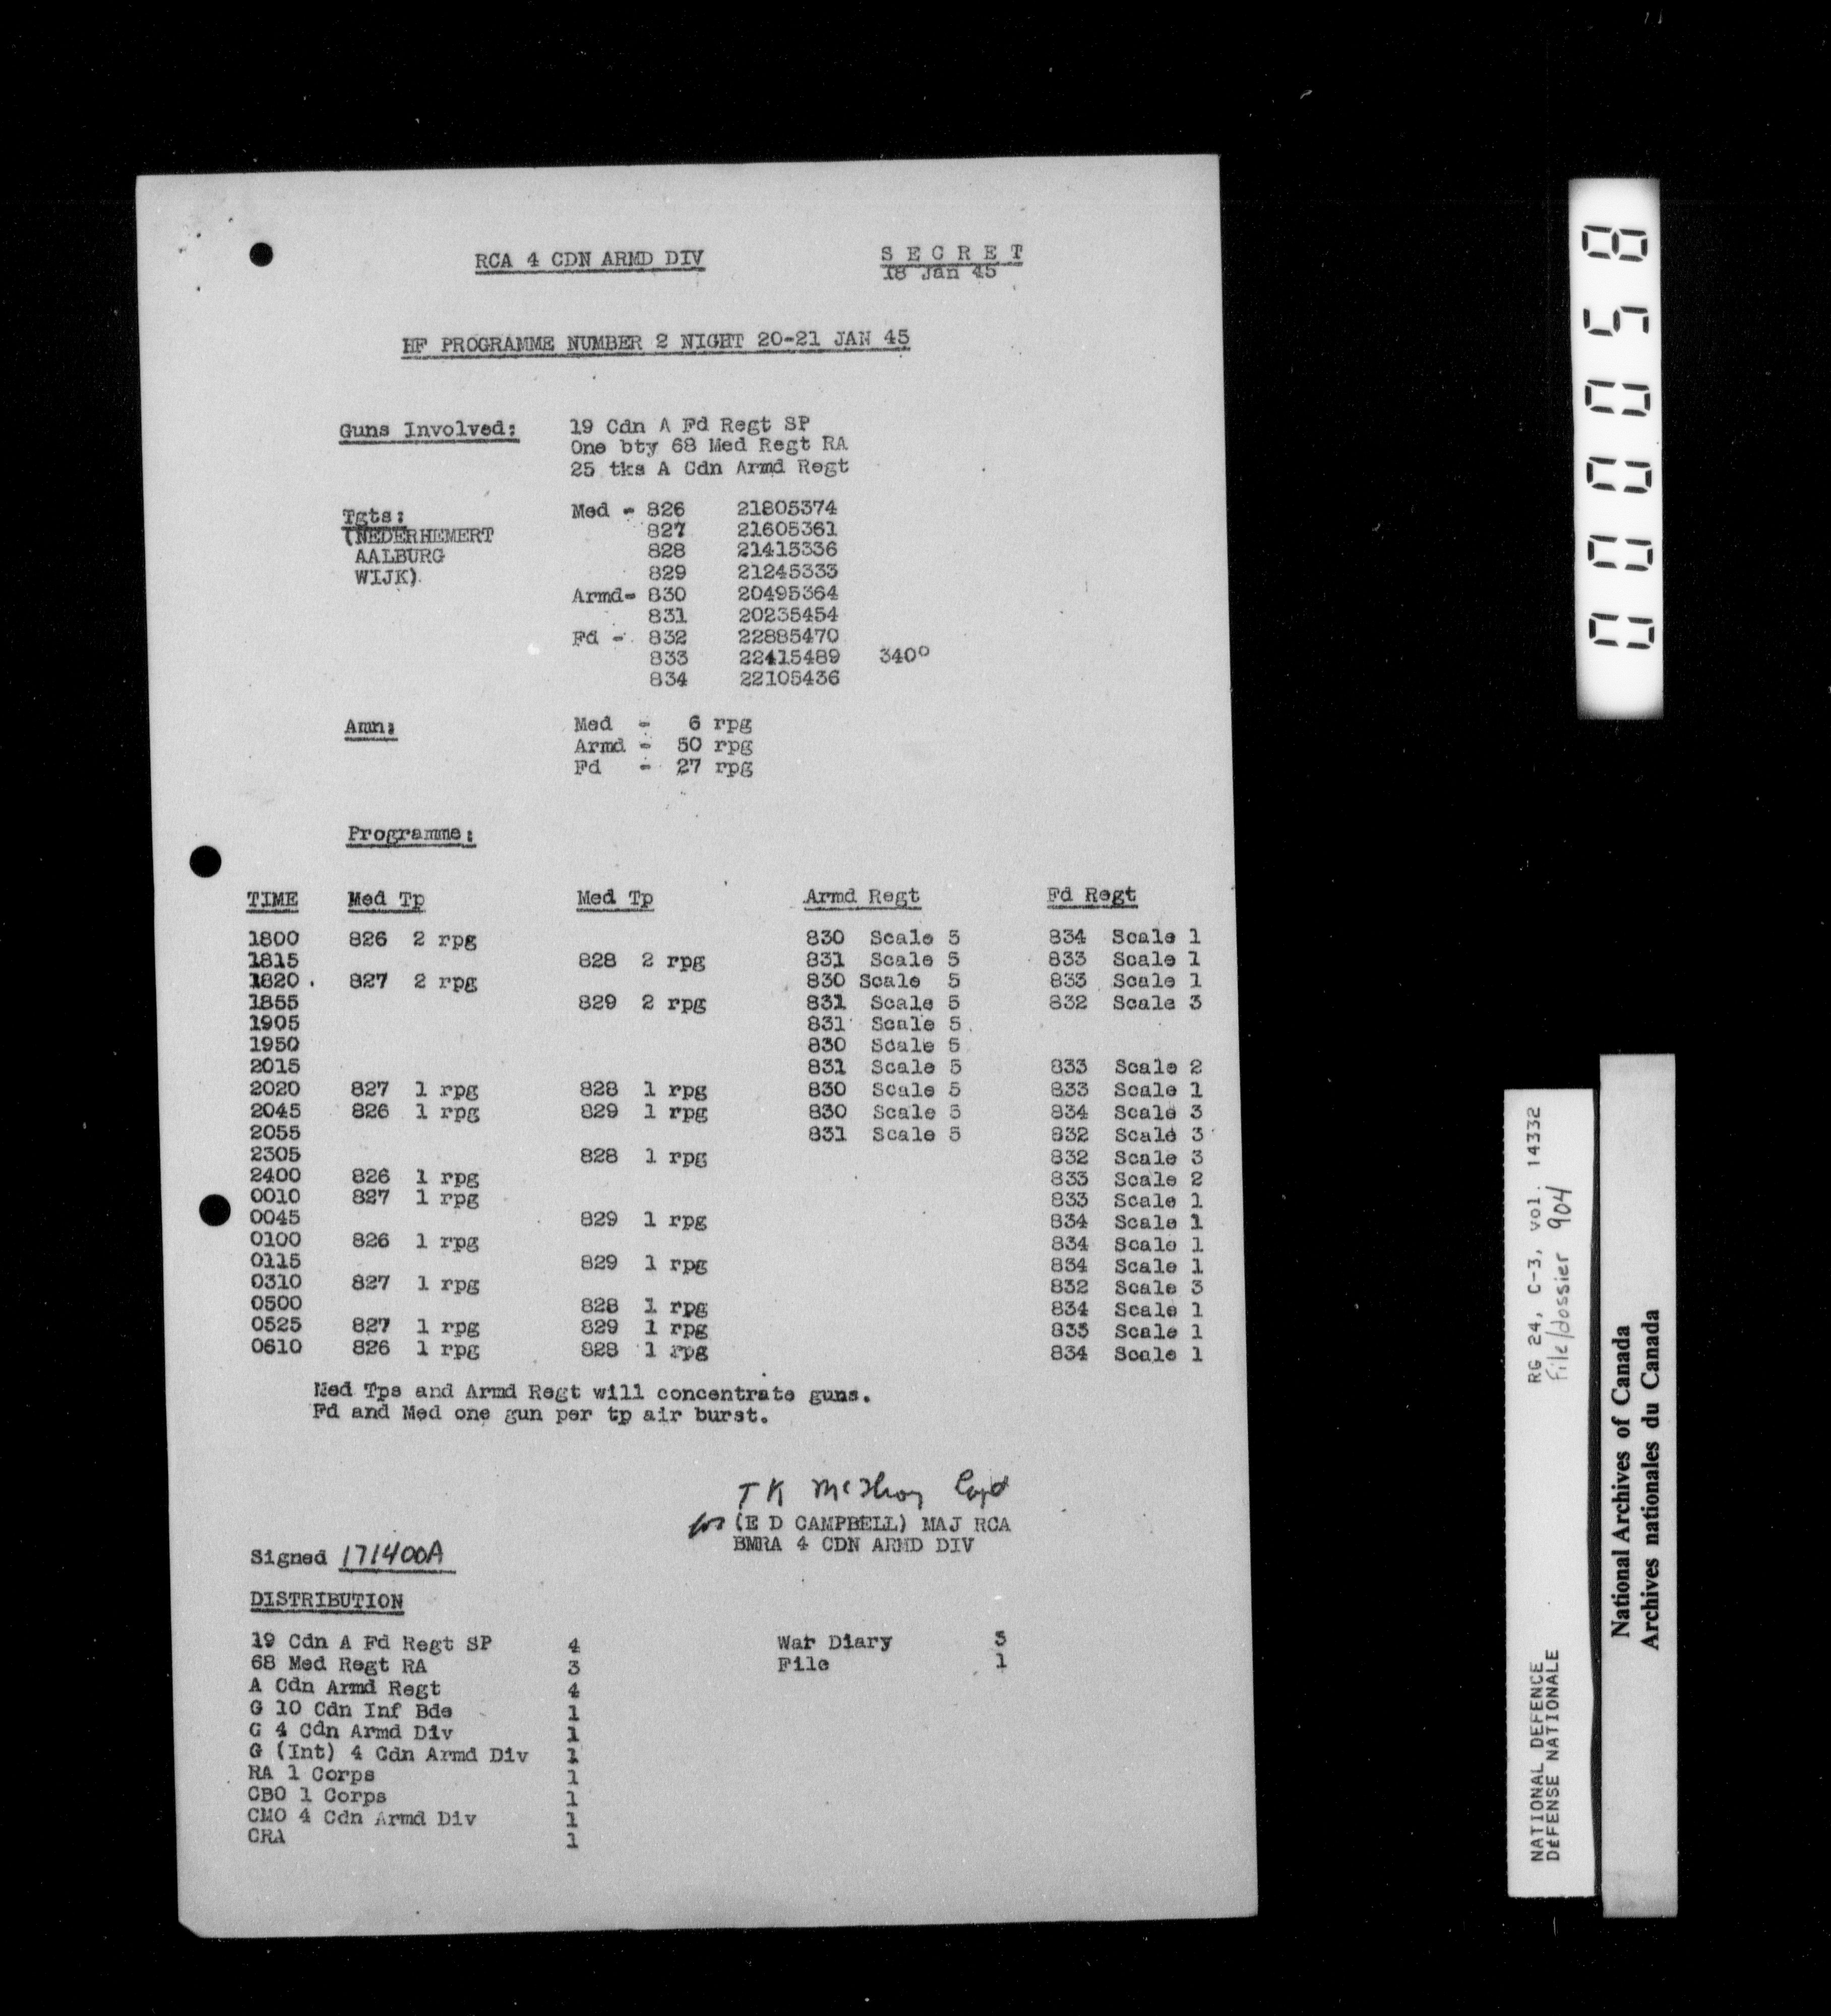 RCA 4 CDN ARMD DIV S E C R E T
18 Jan 45
HF PROGRAMME NUMBER 2 NIGHT 20-21 JAN 45
Guns Involved: 19 Cdn A Fd Regt SP
One bty 68 Med Regt RA
25 tks A Cdn Armd Regt
Tgts: Med - 826 21805374
(NEDERHEMERT 827 21605361
AALBURG 828 21415336
WIJK) 829 21245333
Armd- 830 20495364
831 20235454
Fd - 832 22885470
833 22415489 340°
834 22105436
Amn: Med - 6 rpg
Armd - 50 rpg
Fd - 27 rpg
Programme:
TIME Med Tp Med Tp Armd Regt Fd Regt
1800 826 2 rpg 830 Scale 5 834 Scale 1
1815 828 2 rpg 831 Scale 5 833 Scale 1
1820 . 827 2 rpg 830 Scale 5 833 Scale 1
1855 829 2 rpg 831 Scale 5 832 Scale 3
1905 831 Scale 5
1950 830 Scale 5
2015 831 Scale 5 833 Scale 2
2020 827 1 rpg 828 1 rpg 830 Scale 5 833 Scale 1
2045 826 1 rpg 829 1 rpg 830 Scale 5 834 Scale 3
2055 831 Scale 5 832 Scale 3
2305 828 1 rpg 832 Scale 3
2400 826 1 rpg 833 Scale 2
0010 827 1 rpg 833 Scale 1
0045 829 1 rpg 834 Scale 1
0100 826 1 rpg 834 Scale 1
0115 829 1 rpg 834 Scale 1
0310 827 1 rpg 832 Scale 3
0500 828 1 rpg 834 Scale 1
0525 827 1 rpg 829 1 rpg 833 Scale 1
0610 826 1 rpg 828 1 rpg 834 Scale 1
Med Tps and Armd Regt will concentrate guns.
Fd and Med one gun per tp air burst.
T K Capt
for (E D CAMPBELL) MAJ RCA
BMRA 4 CDN ARMD DIV
Signed 171400A
DISTRIBUTION
19 Cdn A Fd Regt SP 4 War Diary 3
68 Med Regt RA 3 File 1
A Cdn Armd Regt 4
G 10 Cdn Inf Bde 1
G 4 Cdn Armd Div 1
G (Int) 4 Cdn Armd Div 1
RA 1 Corps 1
CBO 1 Corps 1
CMO 4 Cdn Armd Div 1
CRA 1
000058
NATIONAL DEFENCE RG 24, C-3, vol. 14332
DÉFENSE NATIONALE File/dossier 904
National Archives of Canada
Archives nationales du Canada